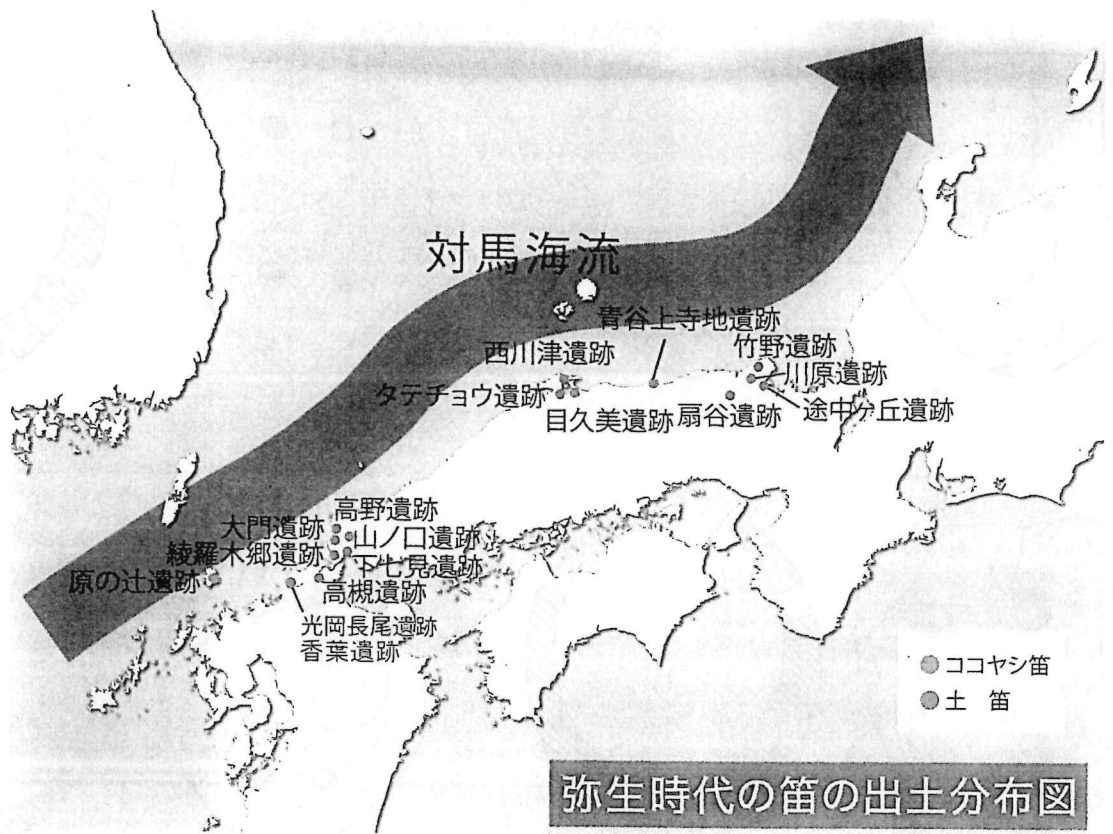 対馬海流
青谷上寺地遺跡
西川津遺跡
竹野遺跡
川原遺跡
タテチョウ遺跡
途中ヶ丘遺跡
目久美遺跡
扇谷遺跡
高野遺跡
大門遺跡
山ノ口遺跡
綾羅木郷遺跡
下七見遺跡
原の辻遺跡
高槻遺跡
光岡長尾遺跡
香葉遺跡
ココヤシ笛
土 笛
弥生時代の笛の出土分布図